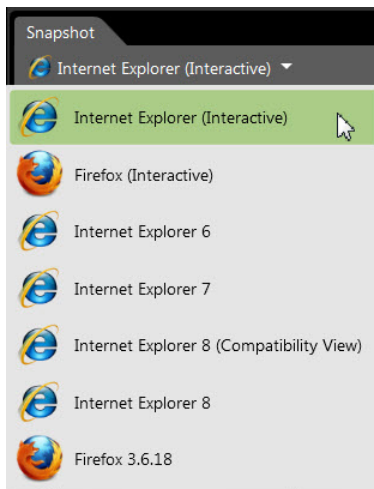 Snapshot
Internet Explorer (Interactive)
Internet Explorer (Interactive)
Firefox (Interactive)
Internet Explorer 6
Internet Explorer 7
Internet Explorer 8 (Compatibility View)
Internet Explorer 8
Firefox 3.6.18